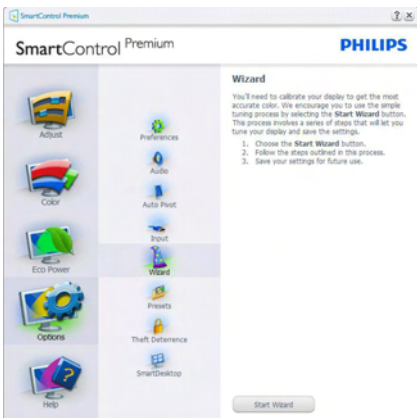 SmartControl Premium
SmartControl Premium
PHILIPS
Adjust
Color
Eco Power
Options
Help
Preferences
Audio
Auto Pivot
Input
Wizard
Presets
Theft Deterrence
SmartDesktop
Wizard
You'll need to calibrate your display to get the most
accurate color. We encourage you to use the simple
tuning process by selecting the Start Wizard button.
This process involves a series of steps that will let you
tune your display and save the settings.
1. Choose the Start Wizard button.
2. Follow the steps outlined in this process.
3. Save your settings for future use.
Start Wizard